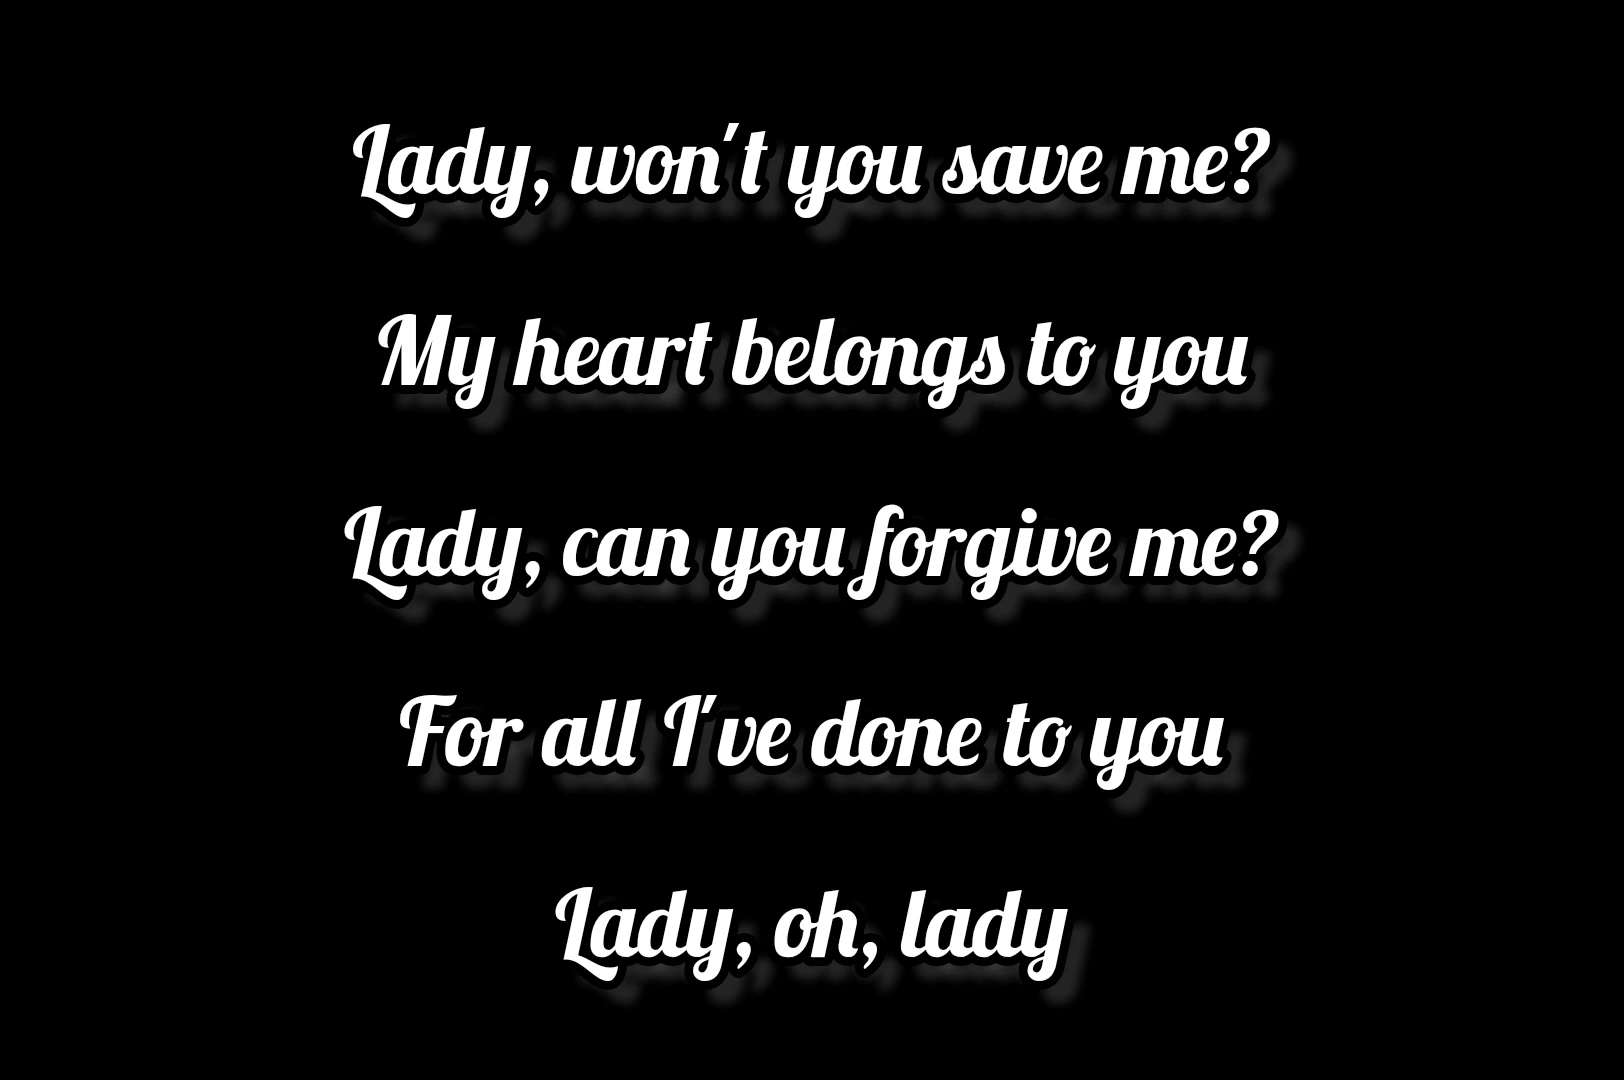 Lady, won't you save me?
My heart belongs to you
Lady, can you forgive me?
For all I've done to you
Lady, oh, lady